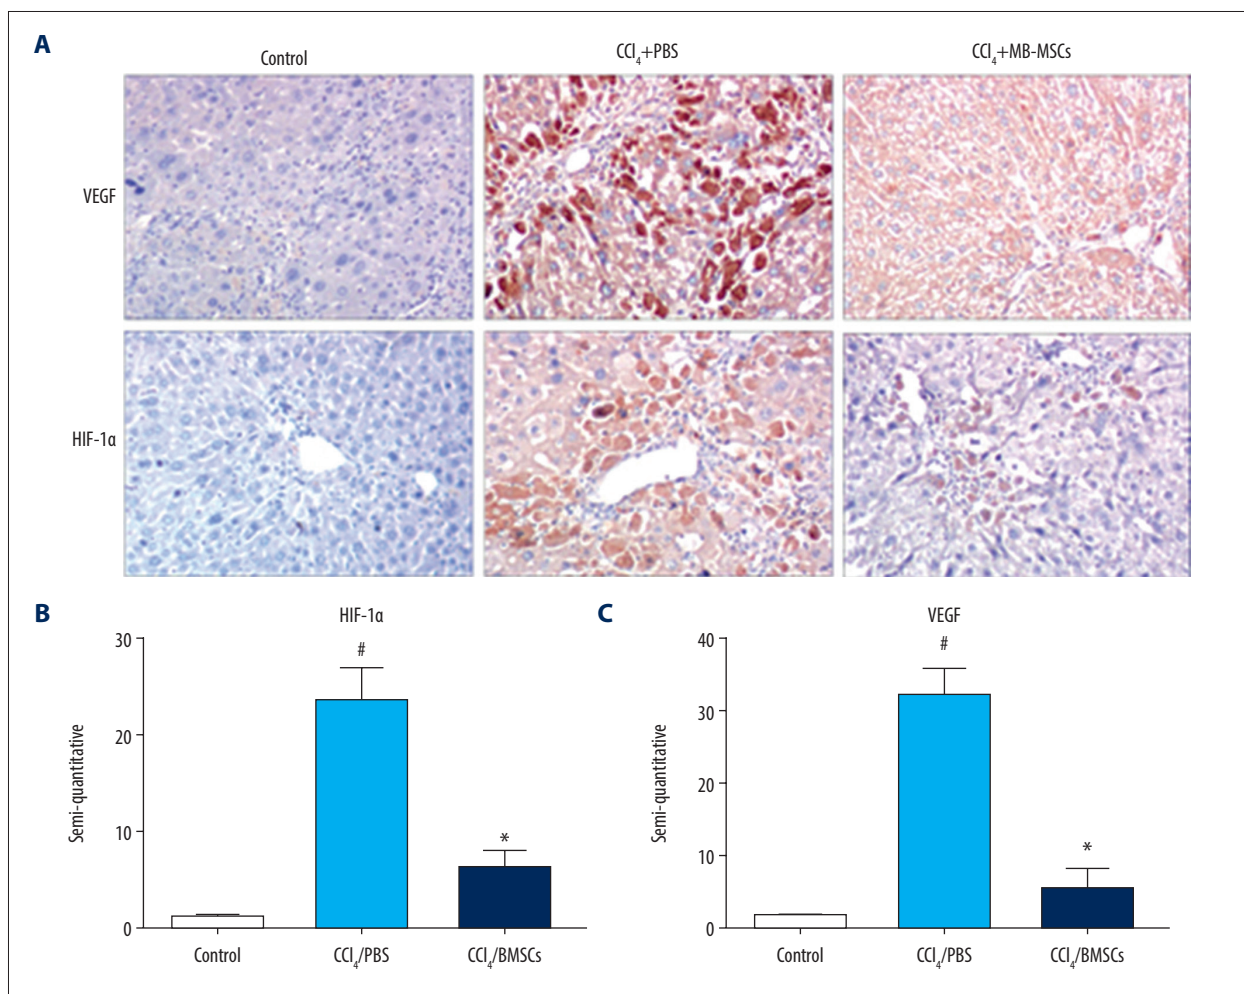 A
Control
CCl₄+PBS
CCl₄+MB-MSCs
VEGF
HIF-1α
B
HIF-1α
#
*
Semi-quantitative
30
20
10
0
Control
CCl₄/PBS
CCl₄/BMSCs
C
VEGF
#
*
Semi-quantitative
40
30
20
10
0
Control
CCl₄/PBS
CCl₄/BMSCs